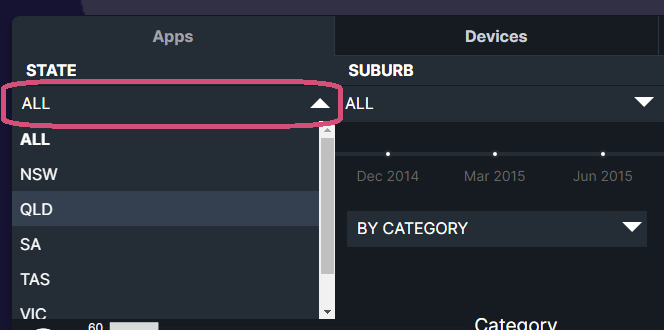 Apps Devices
STATE SUBURB
ALL ALL
ALL
NSW
Dec 2014 Mar 2015 Jun 2015
QLD
BY CATEGORY
SA
TAS
VIC
60 Category